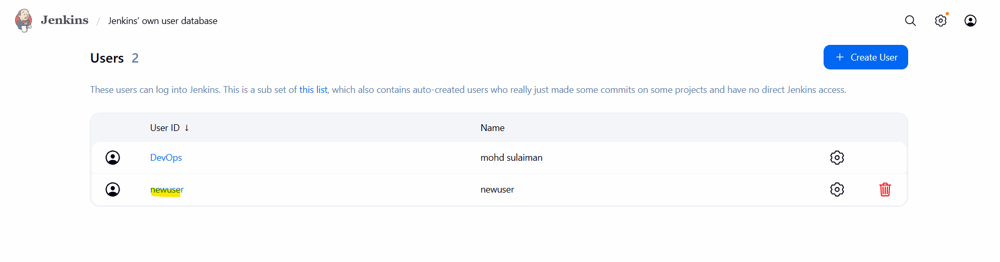 Jenkins / Jenkins’ own user database
Users 2
+ Create User
These users can log into Jenkins. This is a sub set of this list, which also contains auto-created users who really just made some commits on some projects and have no direct Jenkins access.
User ID ↓ Name
DevOps mohd sulaiman
newuser newuser